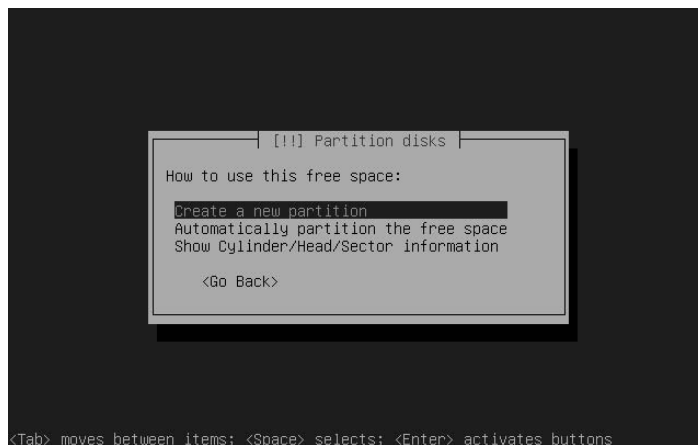 [!!] Partition disks
How to use this free space:
Create a new partition
Automatically partition the free space
Show Cylinder/Head/Sector information
<Go Back>
<Tab> moves between items; <Space> selects; <Enter> activates buttons